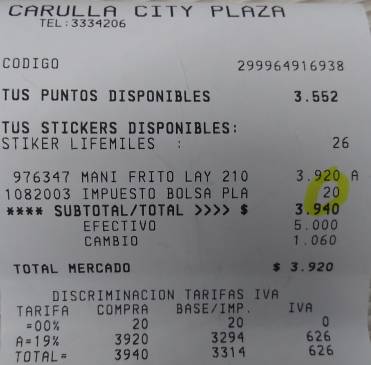 CARULLA CITY PLAZA
TEL:3334206
CODIGO 299964916938
TUS PUNTOS DISPONIBLES 3.552
TUS STICKERS DISPONIBLES:
STIKER LIFEMILES : 26
976347 MANI FRITO LAY 210 3.920 A
1082003 IMPUESTO BOLSA PLA 20
**** SUBTOTAL/TOTAL >>>> $ 3.940
EFECTIVO 5.000
CAMBIO 1.060
TOTAL MERCADO $ 3.920
DISCRIMINACION TARIFAS IVA
TARIFA COMPRA BASE/IMP. IVA
=00% 20 20 0
A=19% 3920 3294 626
TOTAL= 3940 3314 626